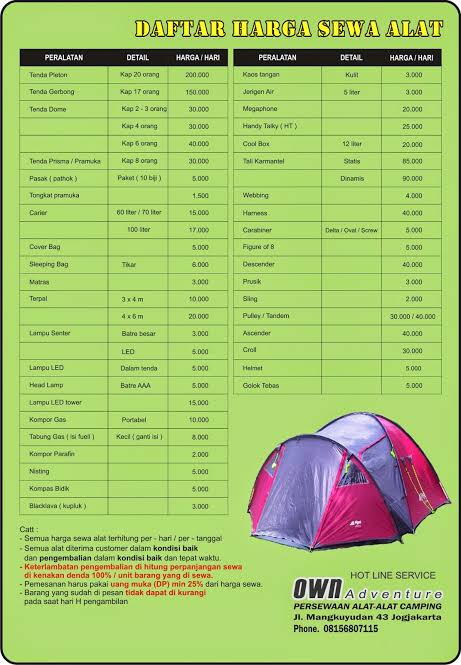 DAFTAR HARGA SEWA ALAT
PERALATAN DETAIL HARGA / HARI
Tenda Pleton Kap 20 orang 200.000
Tenda Gerbong Kap 17 orang 150.000
Tenda Dome Kap 2 - 3 orang 30.000
Kap 4 orang 30.000
Kap 6 orang 40.000
Tenda Prisma / Pramuka Kap 8 orang 30.000
Pasak ( pathok ) Paket ( 10 biji ) 5.000
Tongkat pramuka 1.500
Carier 60 liter / 70 liter 15.000
100 liter 17.000
Cover Bag 5.000
Sleeping Bag Tikar 6.000
Matras 3.000
Terpal 3 x 4 m 10.000
4 x 6 m 20.000
Lampu Senter Batre besar 3.000
LED 5.000
Lampu LED Dalam tenda 5.000
Head Lamp Batre AAA 5.000
Lampu LED tower 15.000
Kompor Gas Portabel 10.000
Tabung Gas ( isi fuell ) Kecil ( ganti isi ) 8.000
Kompor Parafin 2.000
Nisting 5.000
Kompas Bidik 5.000
Blacklava ( kupluk ) 3.000
PERALATAN DETAIL HARGA / HARI
Kaos tangan Kulit 3.000
Jerigen Air 5 liter 3.000
Megaphone 20.000
Handy Talky ( HT ) 25.000
Cool Box 12 liter 20.000
Tali Karmantel Statis 85.000
Dinamis 90.000
Webbing 4.000
Harness 40.000
Carabiner Delta / Oval / Screw 5.000
Figure of 8 5.000
Descender 40.000
Prusik 3.000
Sling 2.000
Pulley / Tandem 30.000 / 40.000
Ascender 40.000
Croll 30.000
Helmet 5.000
Golok Tebas 5.000
Catt :
- Semua harga sewa alat terhitung per - hari / per - tanggal
- Semua alat diterima customer dalam kondisi baik
dan pengembalian dalam kondisi baik dan tepat waktu.
- Keterlambatan pengembalian di hitung perpanjangan sewa
di kenakan denda 100% / unit barang yang di sewa.
- Pemesanan harus pakai uang muka (DP) min 25% dari harga sewa.
- Barang yang sudah di pesan tidak dapat di kurangi
pada saat hari H pengambilan
HOT LINE SERVICE
OWN Adventure
PERSEWAAN ALAT-ALAT CAMPING
Jl. Mangkuyudan 43 Jogjakarta
Phone. 08156807115